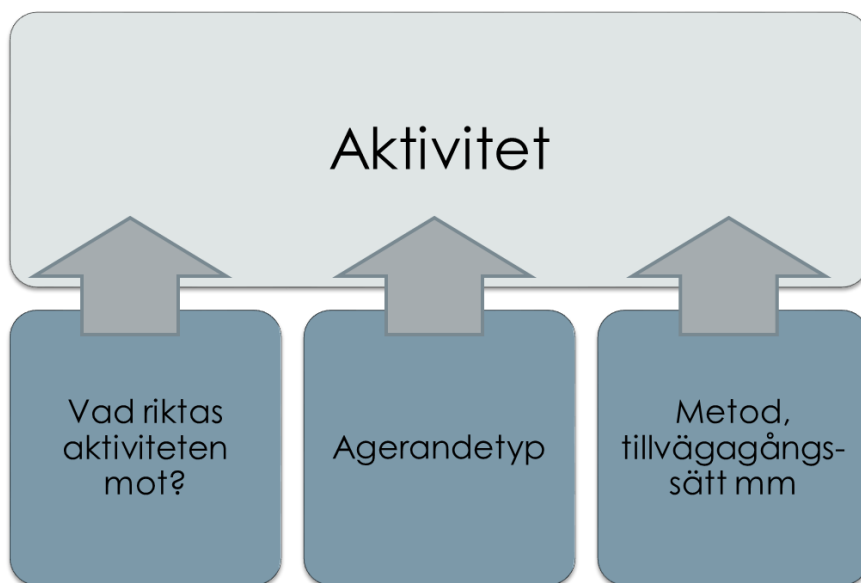 Aktivitet
Vad riktas
aktiviteten
mot?
Agerandetyp
Metod,
tillvägagångs-
sätt mm